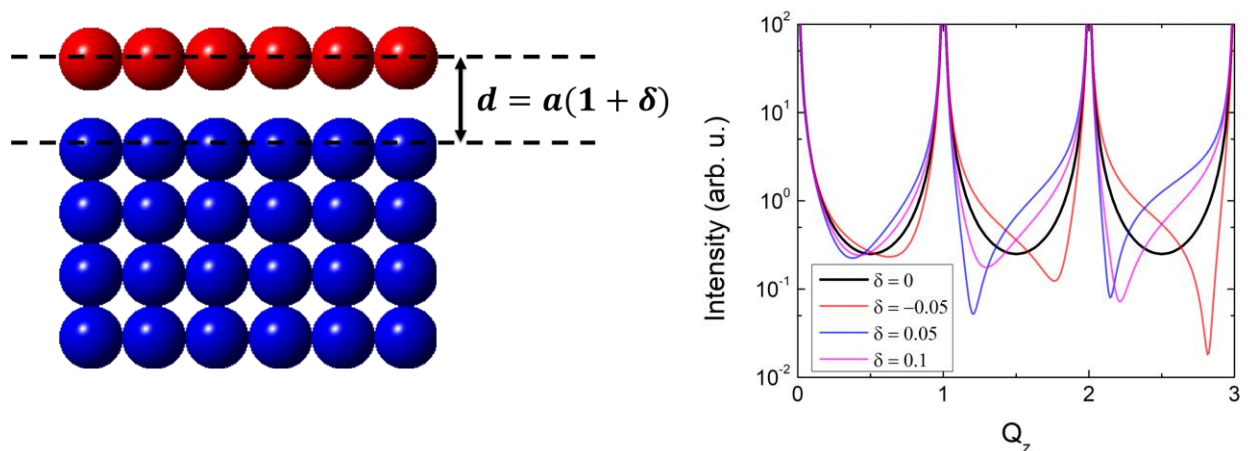 d = a(1 + δ)
Intensity (arb. u.)
10²
10¹
10⁰
10⁻¹
10⁻²
δ = 0
δ = −0.05
δ = 0.05
δ = 0.1
0 1 2 3
Q_z